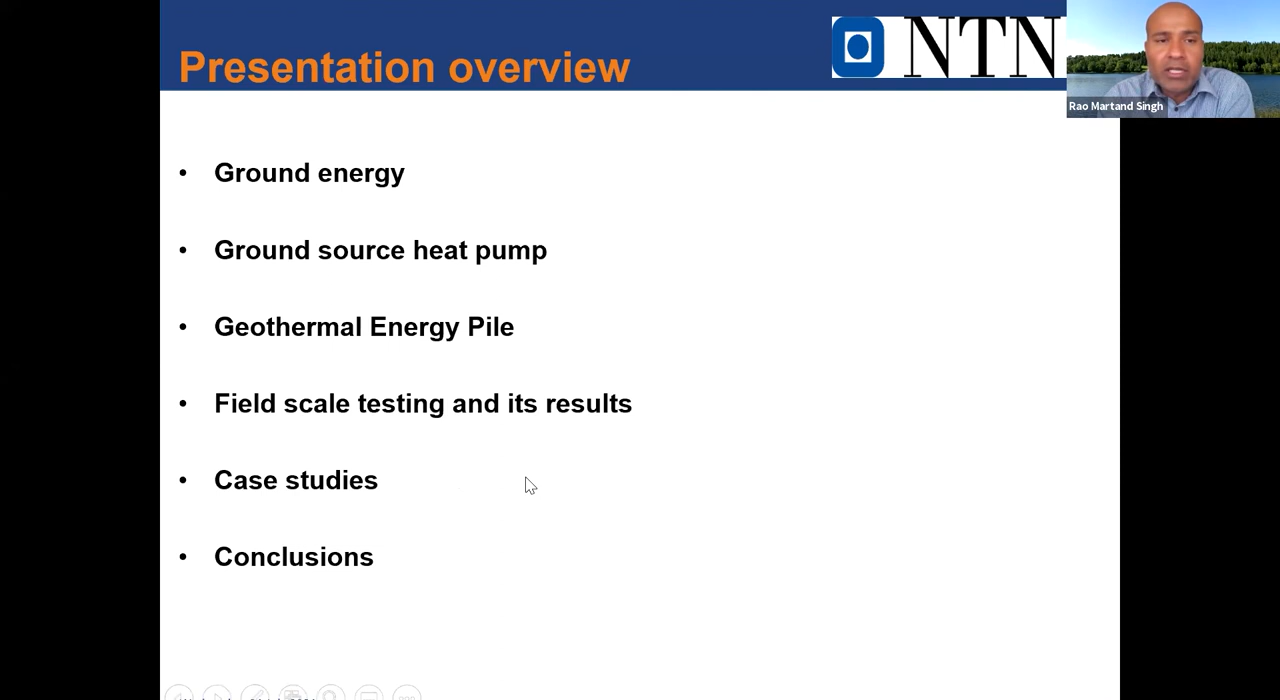 Presentation overview
NTN
Rao Martand Singh
• Ground energy
• Ground source heat pump
• Geothermal Energy Pile
• Field scale testing and its results
• Case studies
• Conclusions